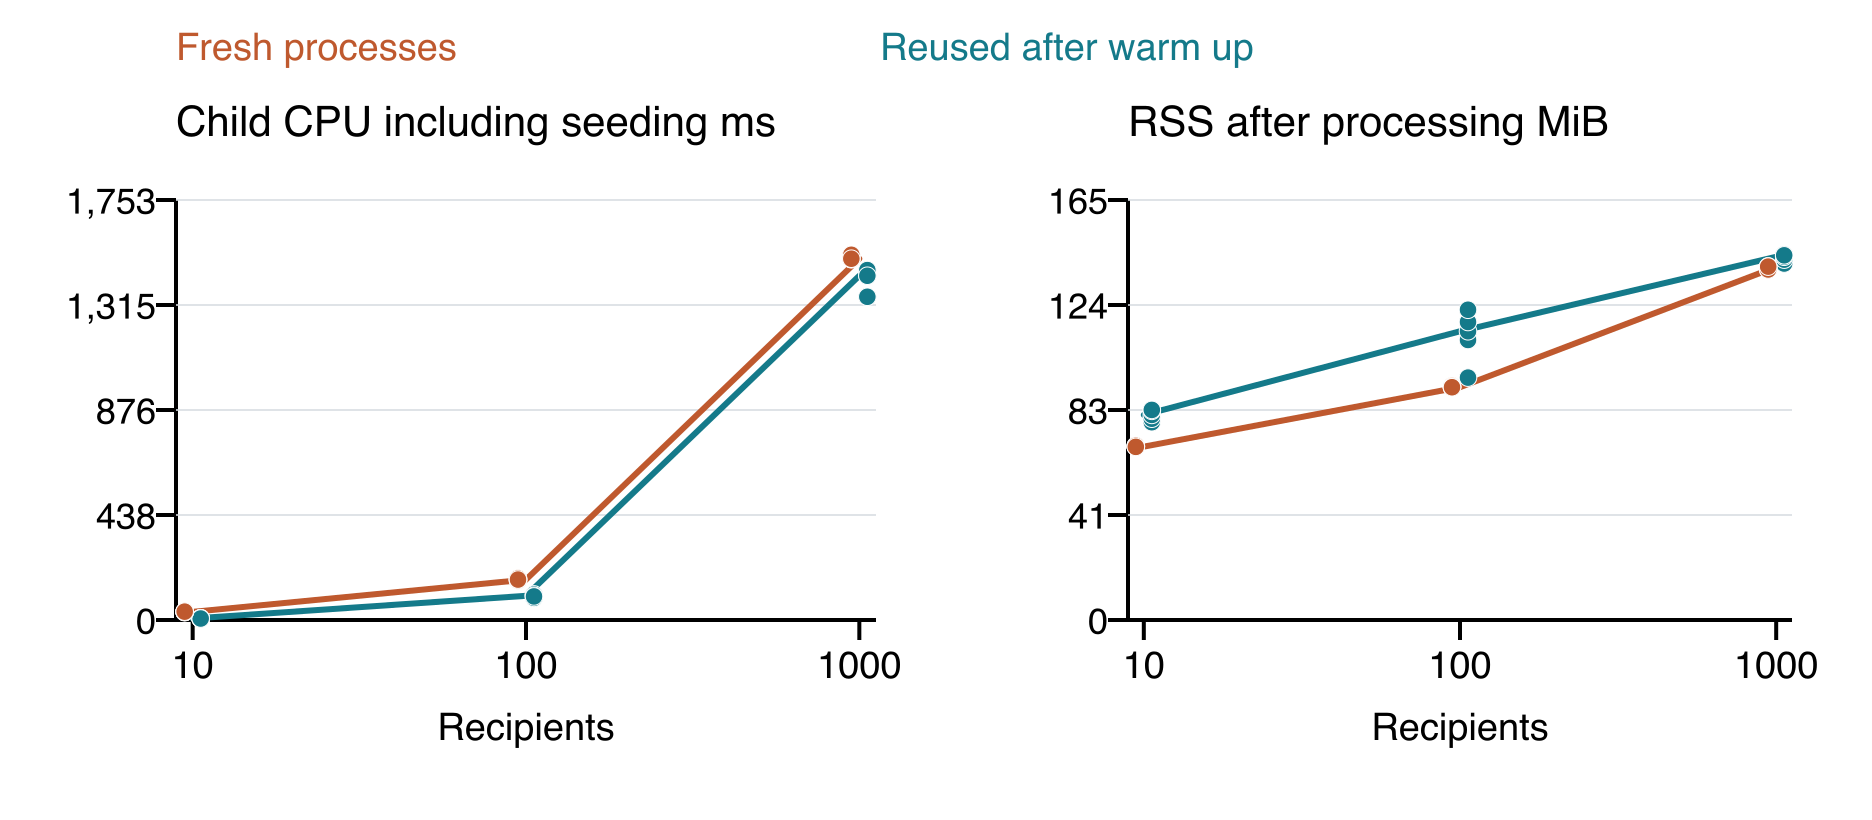 Fresh processes
Reused after warm up
Child CPU including seeding ms
1,753
1,315
876
438
0
10 100 1000
Recipients
RSS after processing MiB
165
124
83
41
0
10 100 1000
Recipients